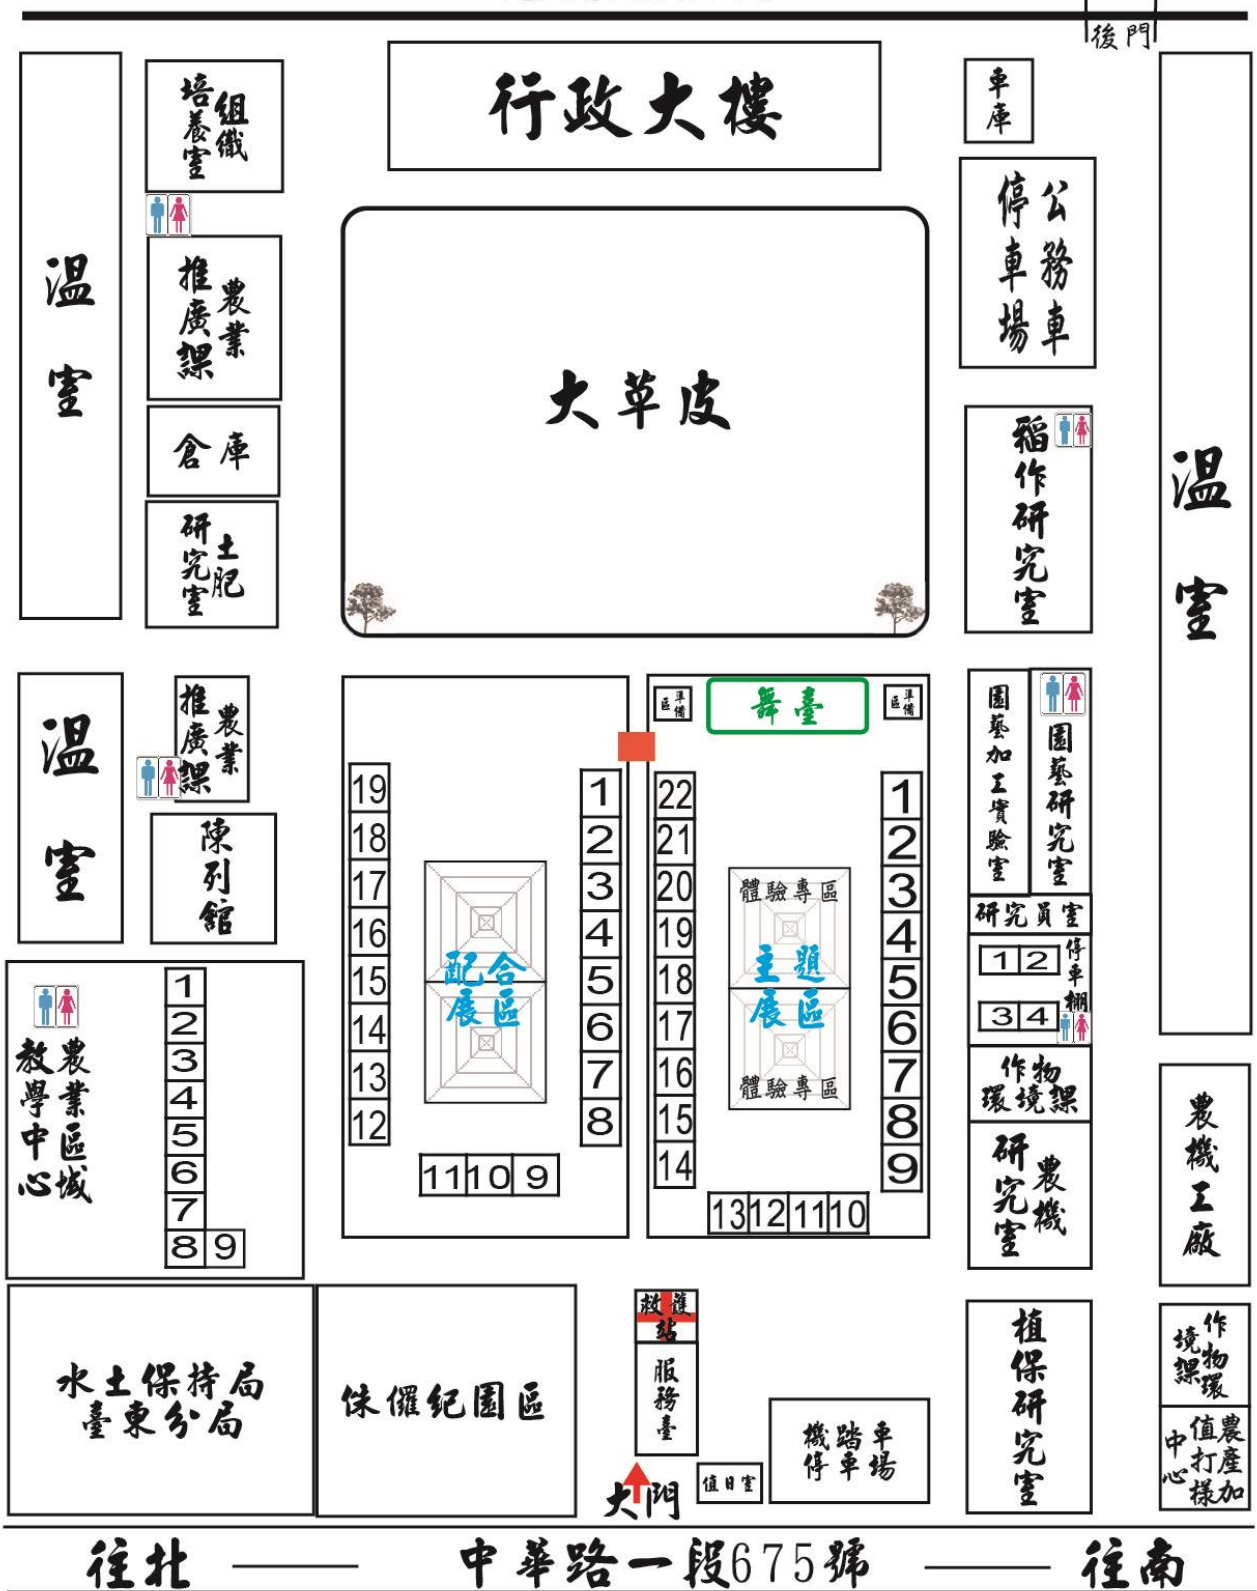 後門
溫室
組織
培養室
行政大樓
車庫
公務車
停車場
農業
推廣課
大草皮
倉庫
稻作研究室
土肥
研究室
溫室
溫室
農業
推廣課
準備
區
舞臺
準備
區
園藝加工實驗室
園藝研究室
陳列館
19
18
17
16
15
14
13
12
1
2
3
4
5
6
7
8
11 10 9
配合
展區
22
21
20
19
18
17
16
15
14
1
2
3
4
5
6
7
8
9
13 12 11 10
體驗專區
主題
展區
體驗專區
研究員室
1 2
3 4
停車棚
作物
環境課
農機
研究室
農機工廠
農業區域
教學中心
1
2
3
4
5
6
7
8 9
水土保持局
臺東分局
侏儸紀園區
救護
站
服務臺
大門
值日室
機踏車
停車場
植保研究室
作物環
境課
農產加
值打樣
中心
往北 —— 中華路一段675號 —— 往南